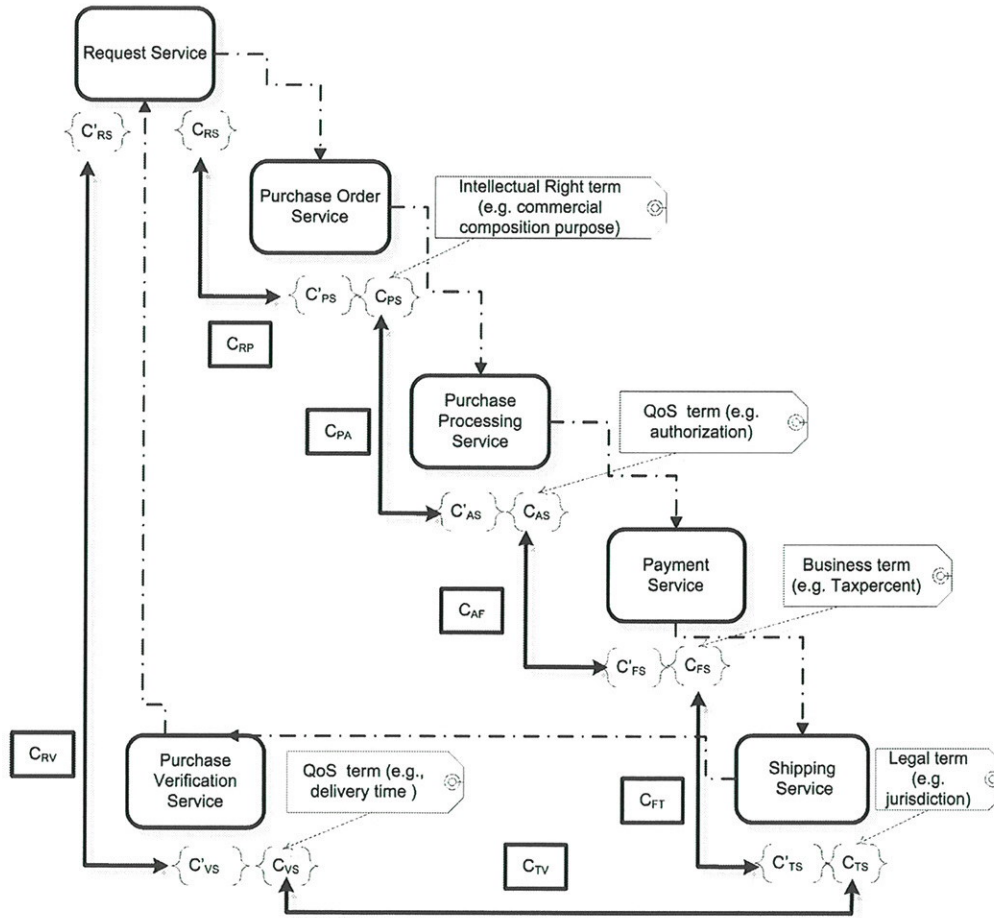 Request Service
{C'RS}
{CRS}
Purchase Order
Service
Intellectual Right term
(e.g. commercial
composition purpose)
{C'PS}
{CPS}
CRP
Purchase
Processing
Service
QoS term (e.g.
authorization)
CPA
{C'AS}
{CAS}
Payment
Service
Business term
(e.g. Taxpercent)
CAF
{C'FS}
{CFS}
CRV
Purchase
Verification
Service
QoS term (e.g.,
delivery time )
CFT
Shipping
Service
Legal term
(e.g.
jurisdiction)
{C'VS}
{CVS}
CTV
{C'TS}
{CTS}